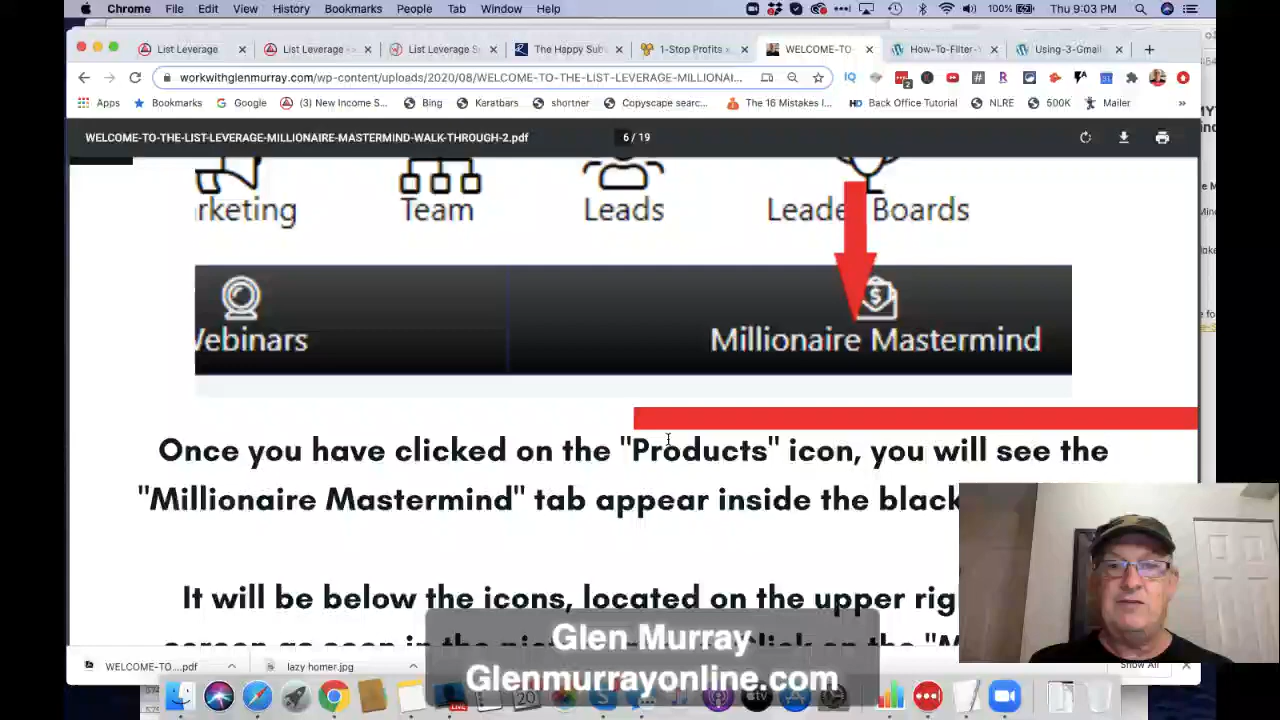 Chrome File Edit View History Bookmarks People Tab Window Help 100% Thu 9:03 PM
List Leverage List Leverage List Leverage S The Happy Sub 1-Stop Profits WELCOME-TO How-To-Filter- Using-3-Gmail
workwithglenmurray.com/wp-content/uploads/2020/08/WELCOME-TO-THE-LIST-LEVERAGE-MILLIONAI...
Apps Bookmarks Google (3) New Income S... Bing Karatbars shortner Copyscape searc... The 16 Mistakes I... Back Office Tutorial NLRE 500K Mailer
WELCOME-TO-THE-LIST-LEVERAGE-MILLIONAIRE-MASTERMIND-WALK-THROUGH-2.pdf 6 / 19
rketing Team Leads Leader Boards
Webinars Millionaire Mastermind
Once you have clicked on the "Products" icon, you will see the
"Millionaire Mastermind" tab appear inside the black
It will be below the icons, located on the upper rig
Glen Murray
Glenmurrayonline.com
WELCOME-TO....pdf lazy homer.jpg Show All